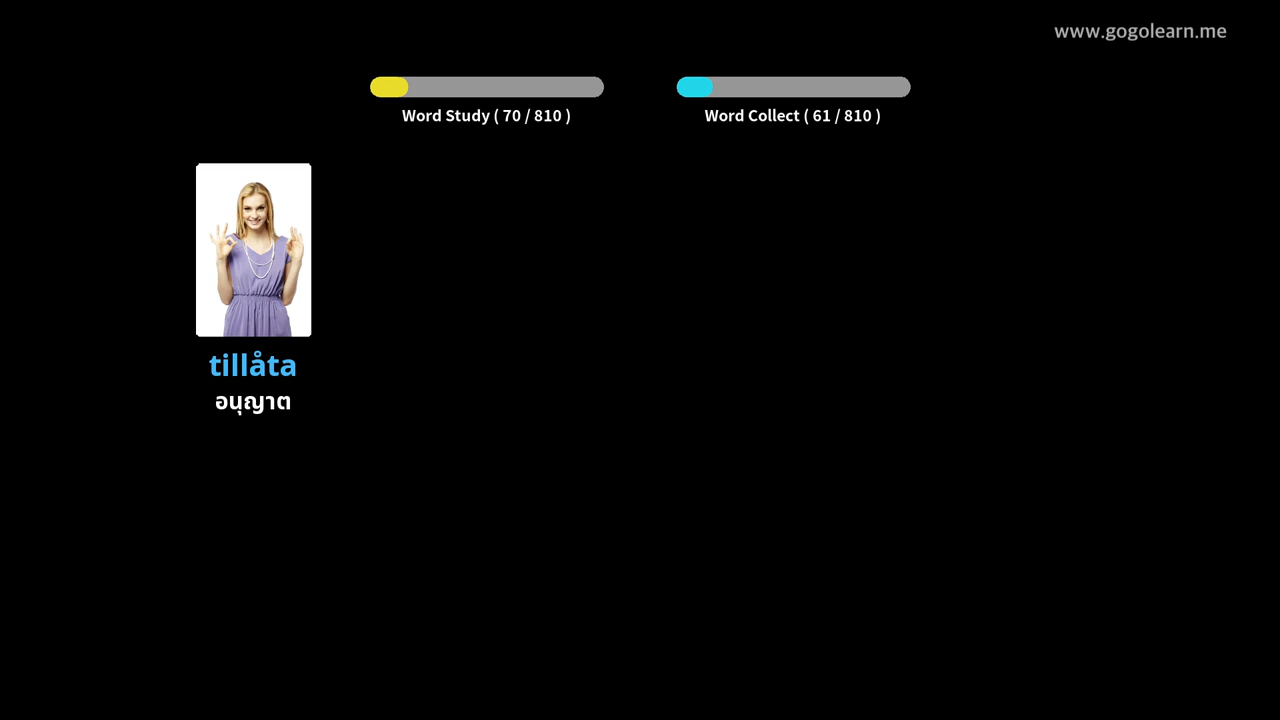 www.gogolearn.me
Word Study ( 70 / 810 )
Word Collect ( 61 / 810 )
tillåta
อนุญาต